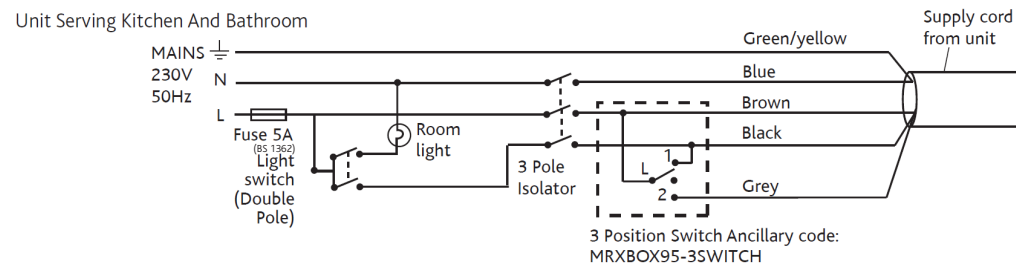 Unit Serving Kitchen And Bathroom
MAINS
230V
50Hz
N
L
Fuse 5A
(BS 1362)
Light
switch
(Double
Pole)
Room
light
3 Pole
Isolator
Green/yellow
Blue
Brown
Black
Grey
L
1
2
Supply cord
from unit
3 Position Switch Ancillary code:
MRXBOX95-3SWITCH